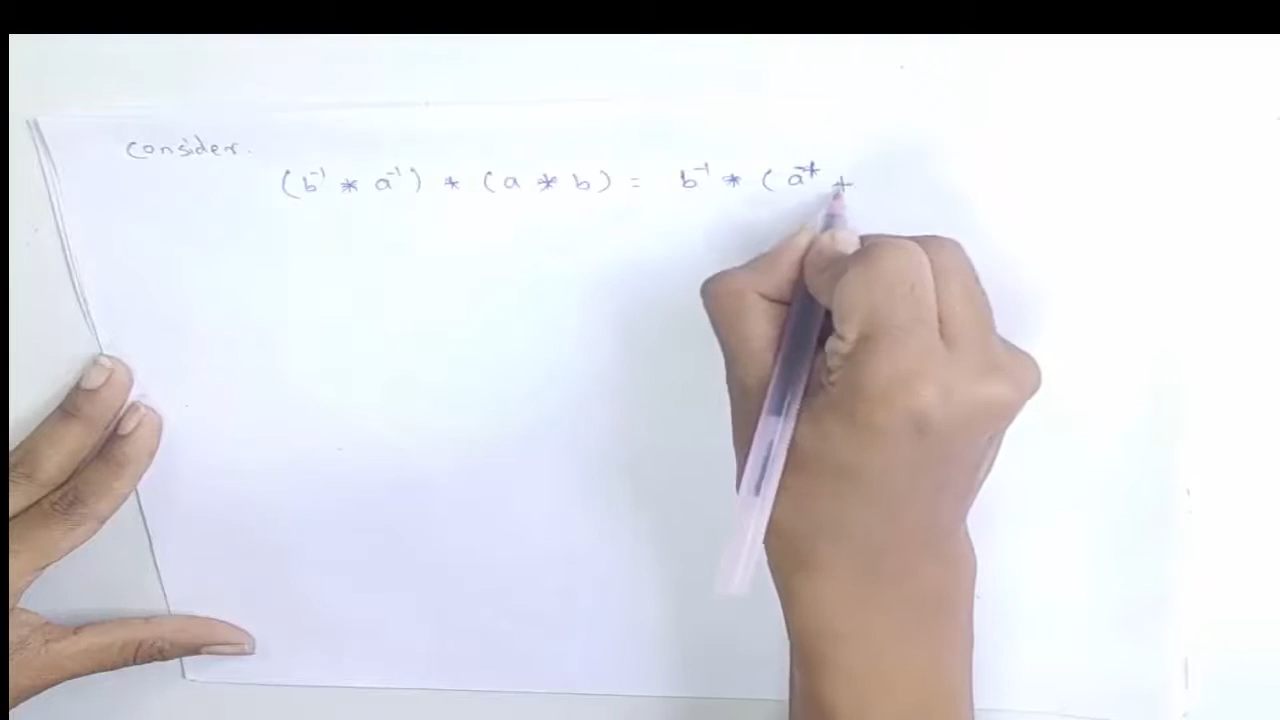 consider.
(b⁻¹ * a⁻¹) * (a * b) = b⁻¹ * (a⁻¹ *